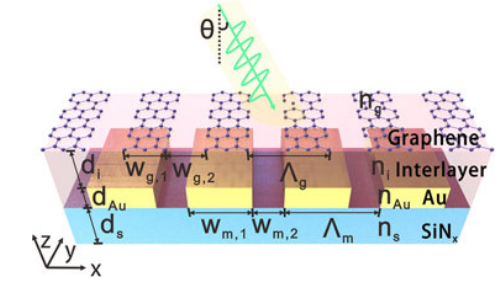 θ
n_g
Graphene
d_i w_g,1 w_g,2 Λ_g n_i Interlayer
d_Au n_Au Au
d_s w_m,1 w_m,2 Λ_m n_s SiN_x
z y
x